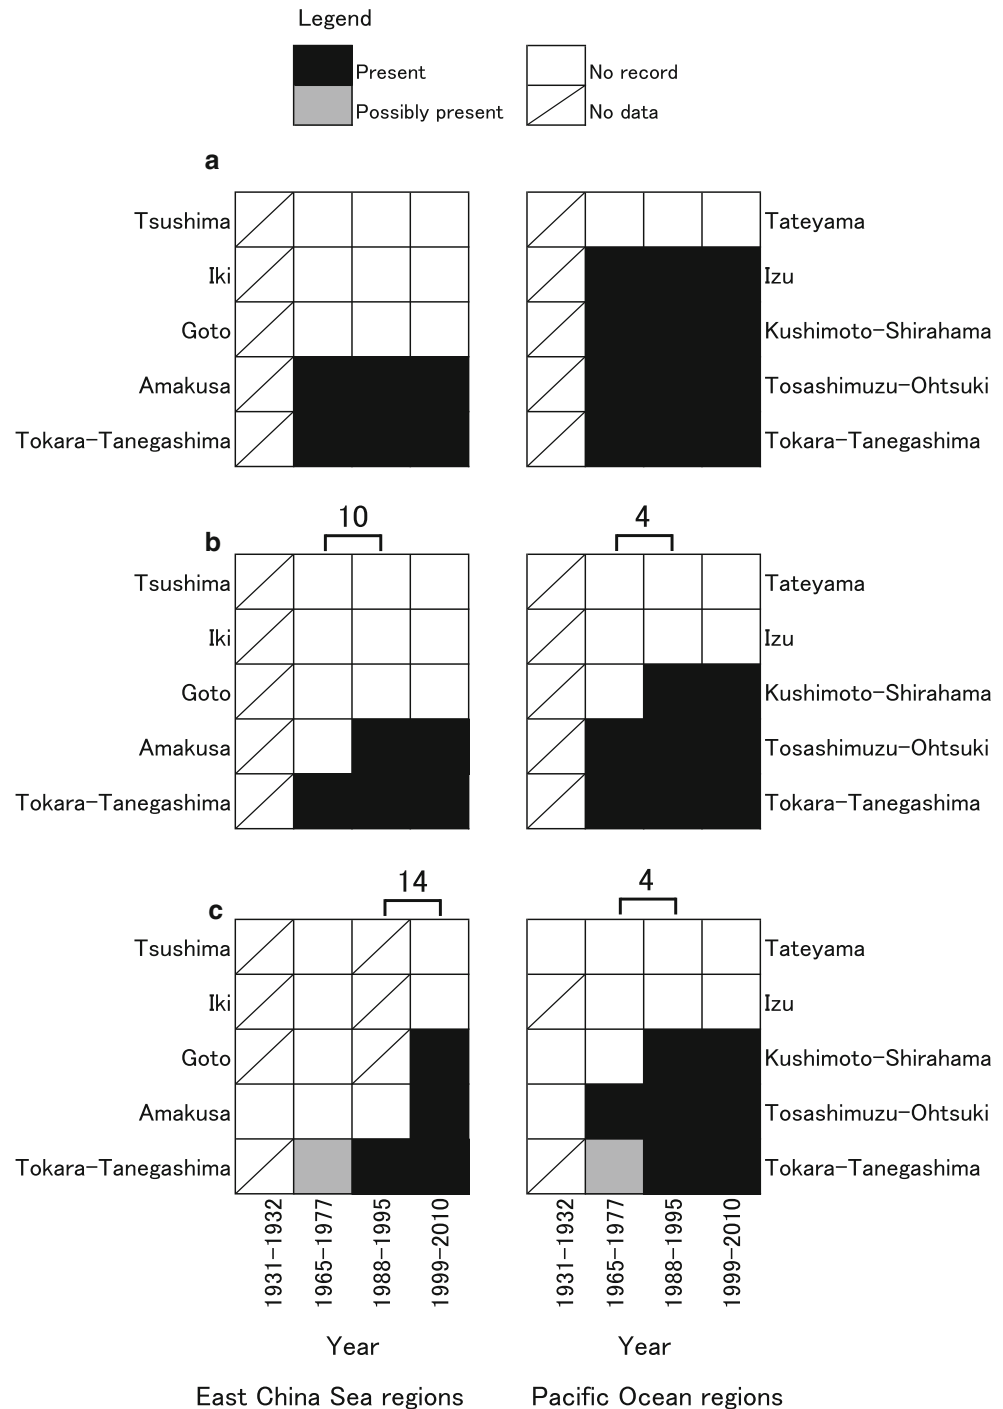 Legend
Present
No record
Possibly present
No data
a
Tsushima
Tateyama
Iki
Izu
Goto
Kushimoto-Shirahama
Amakusa
Tosashimuzu-Ohtsuki
Tokara-Tanegashima
Tokara-Tanegashima
b
10
4
Tsushima
Tateyama
Iki
Izu
Goto
Kushimoto-Shirahama
Amakusa
Tosashimuzu-Ohtsuki
Tokara-Tanegashima
Tokara-Tanegashima
c
14
4
Tsushima
Tateyama
Iki
Izu
Goto
Kushimoto-Shirahama
Amakusa
Tosashimuzu-Ohtsuki
Tokara-Tanegashima
Tokara-Tanegashima
1931-1932
1965-1977
1988-1995
1999-2010
1931-1932
1965-1977
1988-1995
1999-2010
Year
Year
East China Sea regions
Pacific Ocean regions